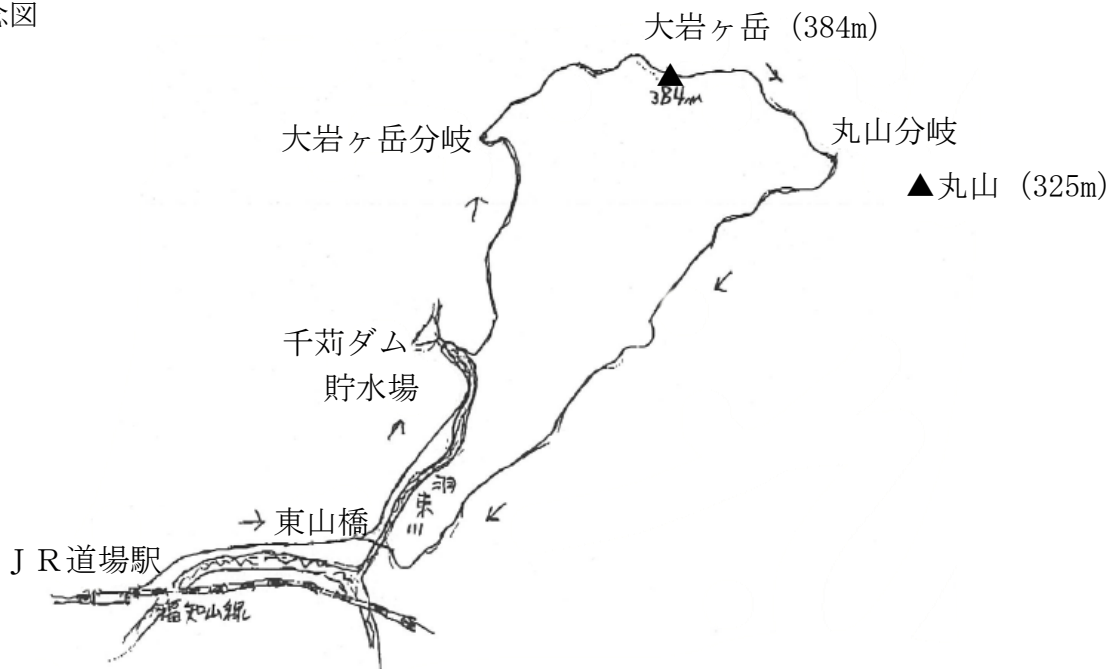 念図
大岩ヶ岳 (384m)
▲
384m
大岩ヶ岳分岐
丸山分岐
▲丸山 (325m)
千苅ダム
貯水場
羽束川
→東山橋
ＪＲ道場駅
福知山線